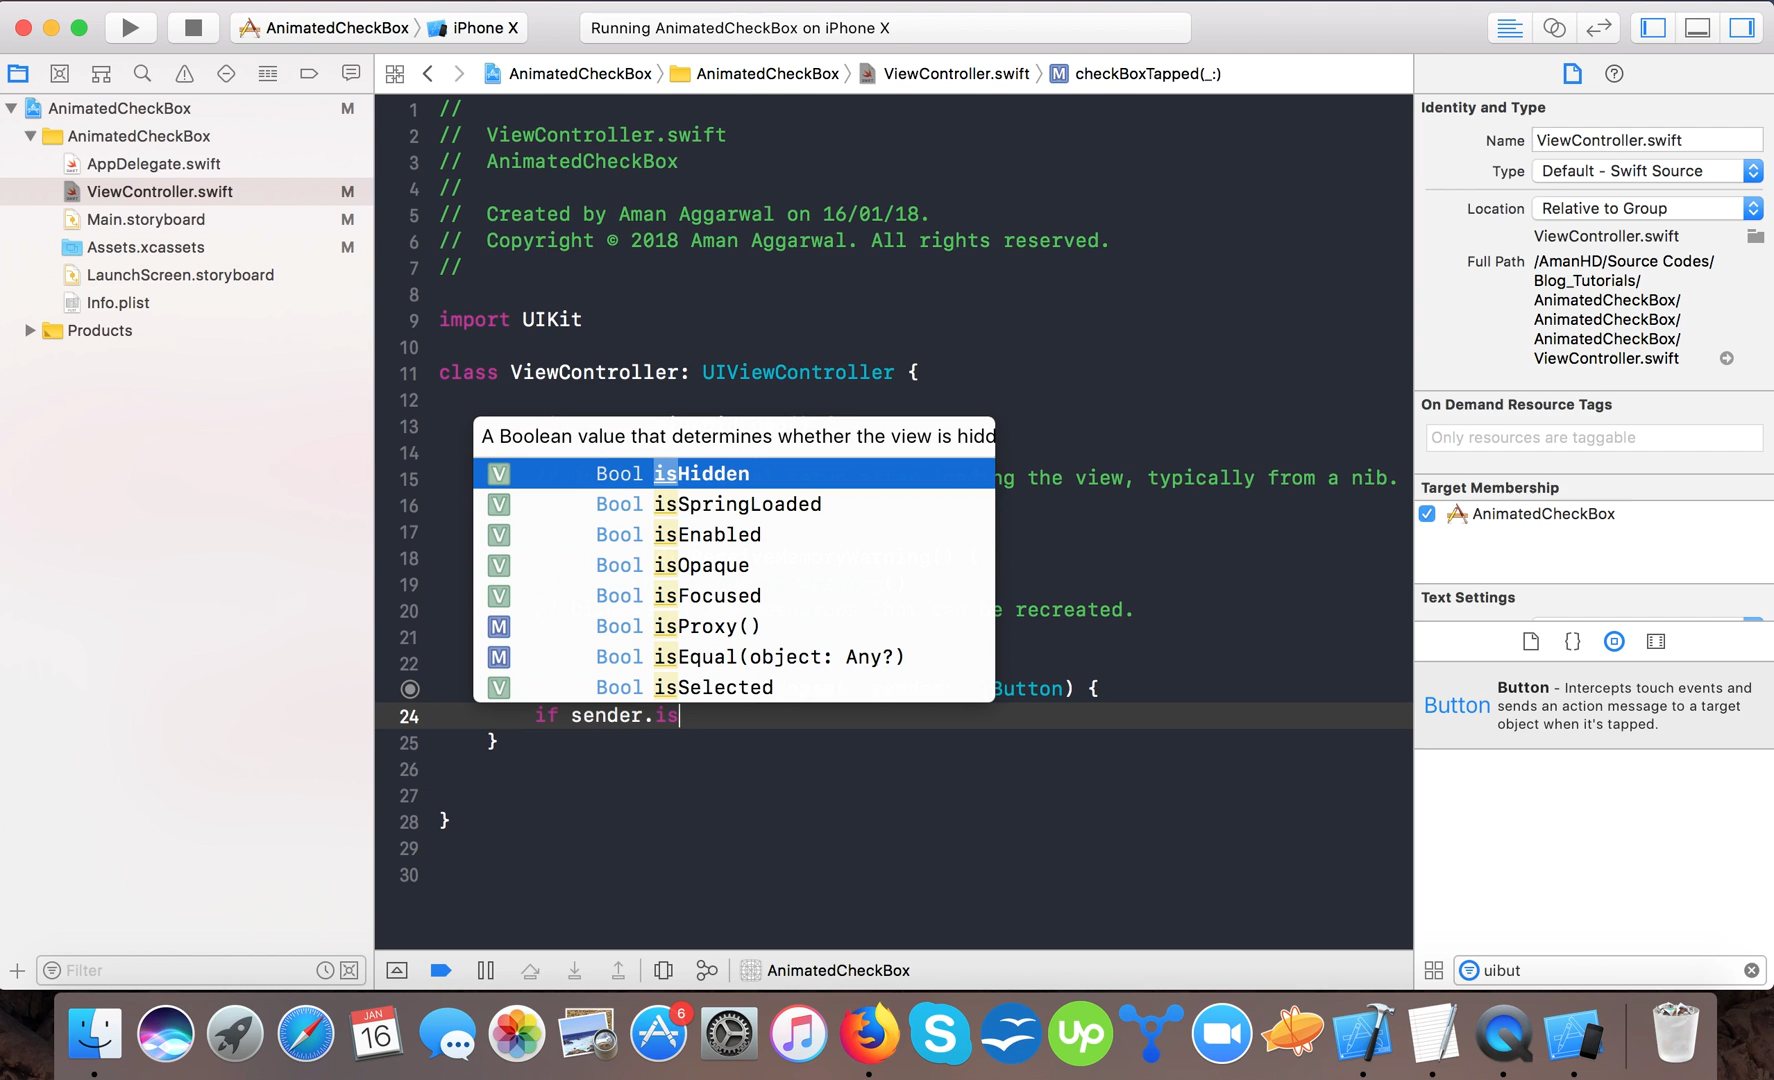 AnimatedCheckBox 〉 iPhone X
Running AnimatedCheckBox on iPhone X
AnimatedCheckBox 〉 AnimatedCheckBox 〉 ViewController.swift 〉 M checkBoxTapped(_:)
AnimatedCheckBox M
AnimatedCheckBox
AppDelegate.swift
ViewController.swift M
Main.storyboard M
Assets.xcassets M
LaunchScreen.storyboard
Info.plist
Products
Filter
1 //
2 // ViewController.swift
3 // AnimatedCheckBox
4 //
5 // Created by Aman Aggarwal on 16/01/18.
6 // Copyright © 2018 Aman Aggarwal. All rights reserved.
7 //
8
9 import UIKit
10
11 class ViewController: UIViewController {
12
13
14
15 ng the view, typically from a nib.
16
17
18
19
20 e recreated.
21
22
Button) {
24 if sender.is
25 }
26
27
28 }
29
30
A Boolean value that determines whether the view is hidd
V Bool isHidden
V Bool isSpringLoaded
V Bool isEnabled
V Bool isOpaque
V Bool isFocused
M Bool isProxy()
M Bool isEqual(object: Any?)
V Bool isSelected
AnimatedCheckBox
Identity and Type
Name ViewController.swift
Type Default - Swift Source
Location Relative to Group
ViewController.swift
Full Path /AmanHD/Source Codes/
Blog_Tutorials/
AnimatedCheckBox/
AnimatedCheckBox/
AnimatedCheckBox/
ViewController.swift
On Demand Resource Tags
Only resources are taggable
Target Membership
AnimatedCheckBox
Text Settings
{}
Button
Button - Intercepts touch events and
sends an action message to a target
object when it's tapped.
uibut
JAN
16
6
S
up